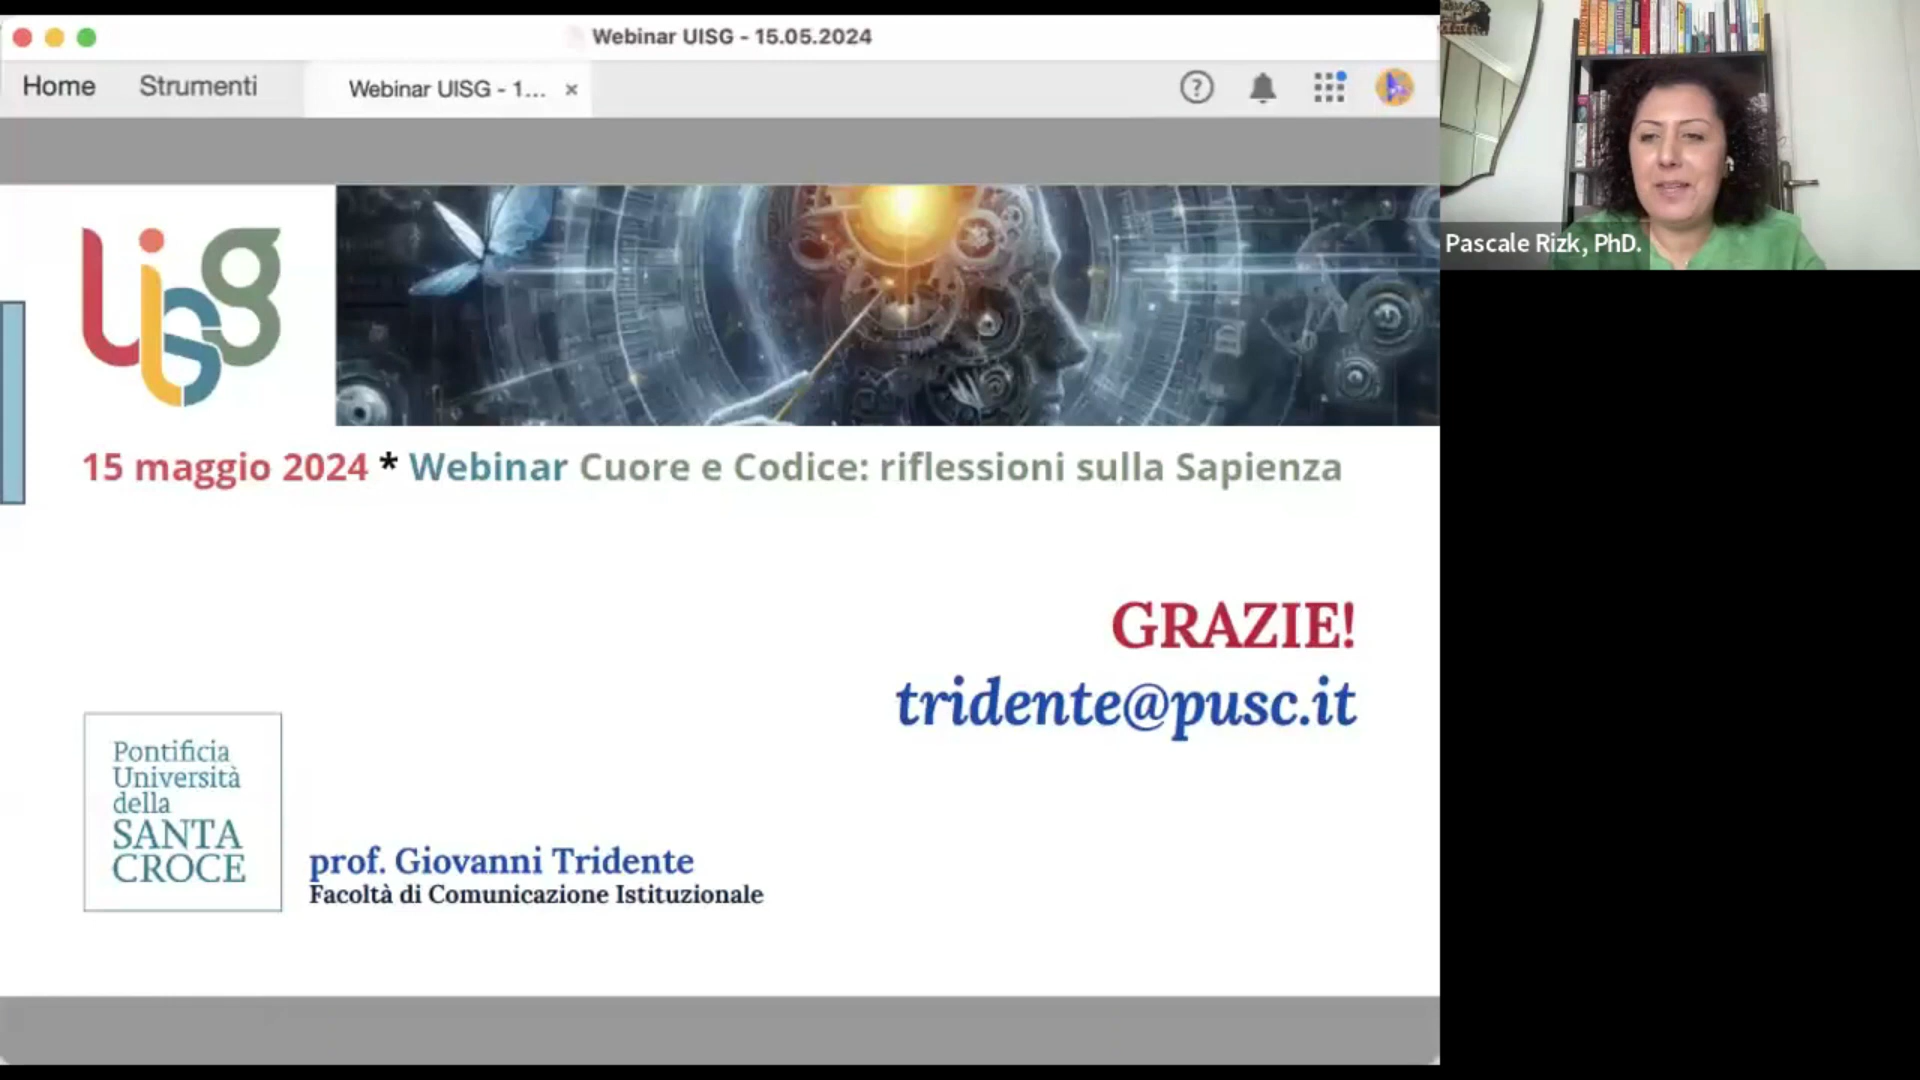 Webinar UISG - 15.05.2024
Home
Strumenti
Webinar UISG - 1... ×
Pascale Rizk, PhD.
uisg
15 maggio 2024 * Webinar Cuore e Codice: riflessioni sulla Sapienza
GRAZIE!
tridente@pusc.it
Pontificia
Università
della
SANTA
CROCE
prof. Giovanni Tridente
Facoltà di Comunicazione Istituzionale